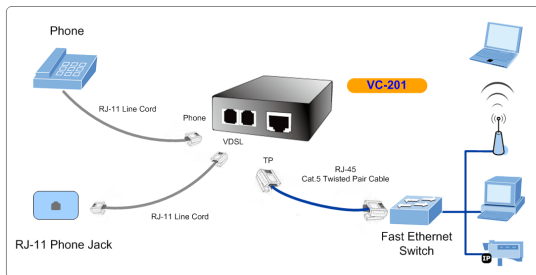 Phone
VC-201
RJ-11 Line Cord
Phone
VDSL
TP
RJ-45
Cat.5 Twisted Pair Cable
RJ-11 Line Cord
RJ-11 Phone Jack
Fast Ethernet
Switch
IP